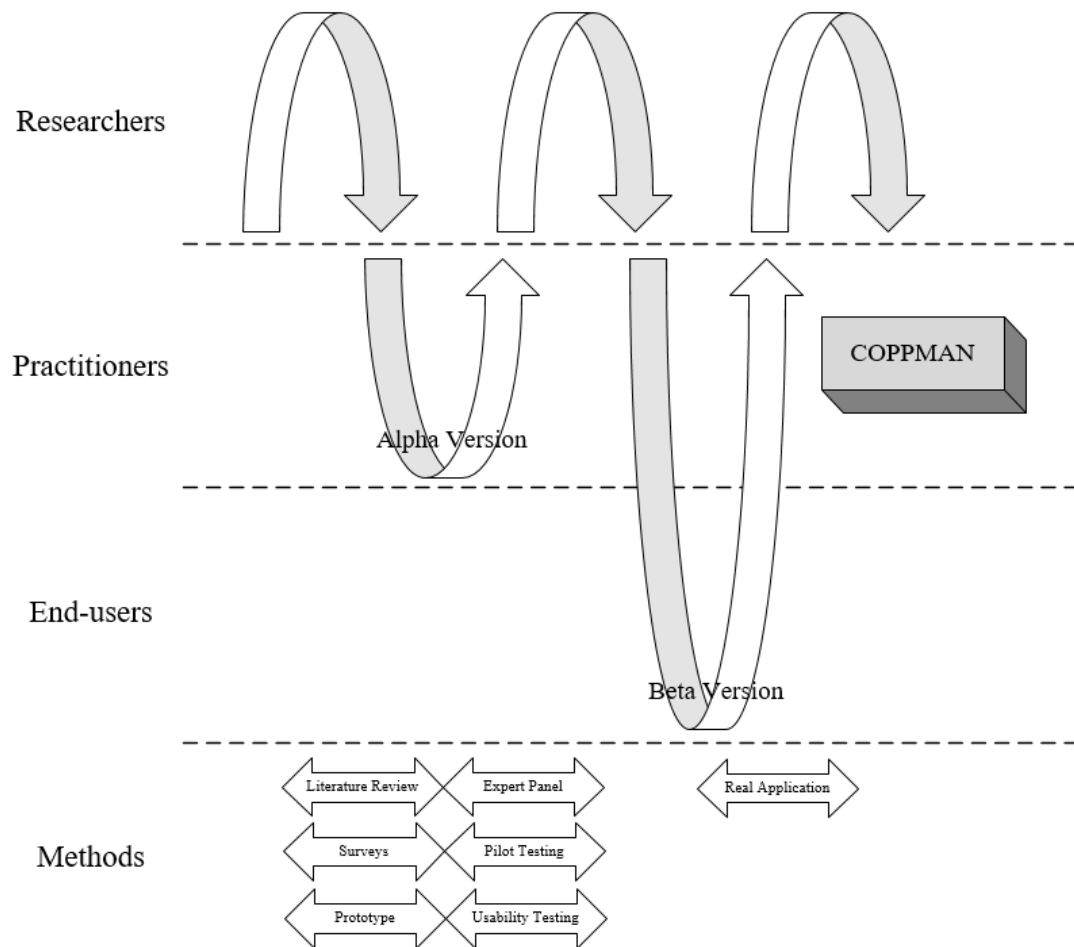 Researchers
Practitioners
COPPMAN
Alpha Version
End-users
Beta Version
Literature Review
Expert Panel
Real Application
Methods
Surveys
Pilot Testing
Prototype
Usability Testing